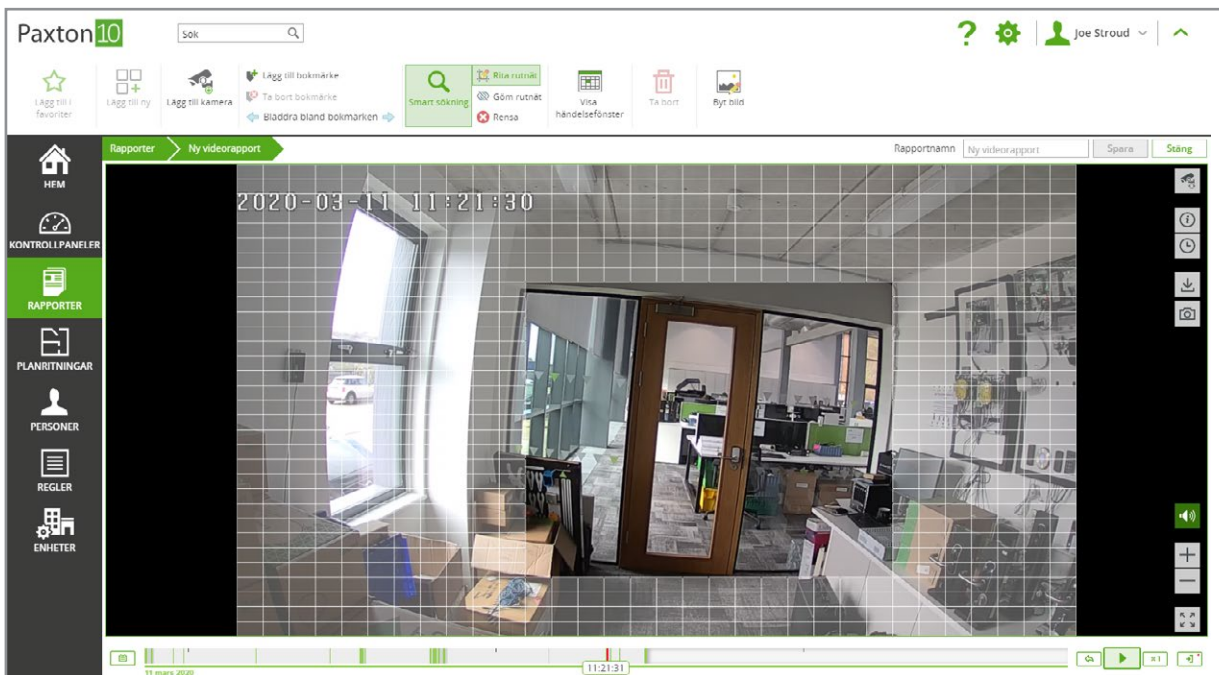 Paxton10
Sök
Joe Stroud
Lägg till i favoriter
Lägg till ny
Lägg till kamera
Lägg till bokmärke
Ta bort bokmärke
Bläddra bland bokmärken
Smart sökning
Rita rutnät
Göm rutnät
Rensa
Visa händelsefönster
Ta bort
Byt bild
Rapporter
Ny videorapport
Rapportnamn
Ny videorapport
Spara
Stäng
HEM
KONTROLLPANELER
RAPPORTER
PLANRITNINGAR
PERSONER
REGLER
ENHETER
2020-03-11 11:21:30
11:21:31
11 mars 2020